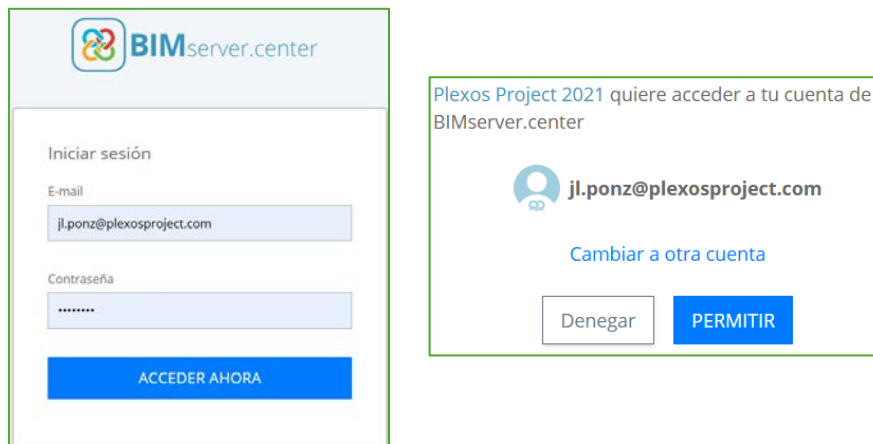 BIMserver.center
Iniciar sesión
E-mail
jl.ponz@plexosproject.com
Contraseña
••••••••
ACCEDER AHORA
Plexos Project 2021 quiere acceder a tu cuenta de
BIMserver.center
jl.ponz@plexosproject.com
Cambiar a otra cuenta
Denegar
PERMITIR